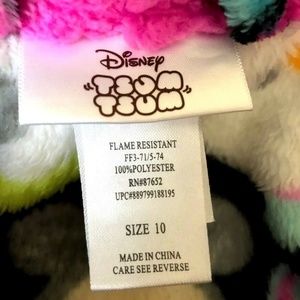 Disney
TSUM
TSUM
FLAME RESISTANT
FF3-71/5-74
100%POLYESTER
RN#87652
UPC#889799188195
SIZE 10
MADE IN CHINA
CARE SEE REVERSE